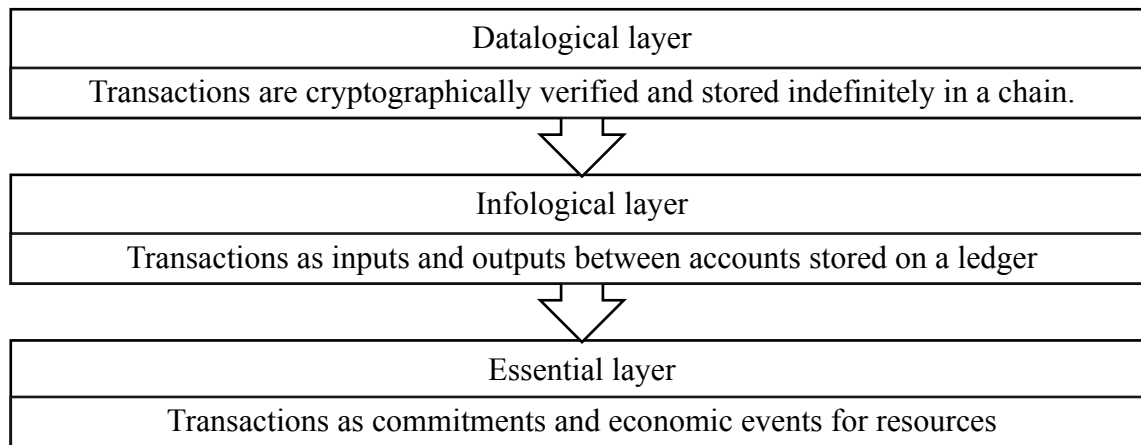 Datalogical layer
Transactions are cryptographically verified and stored indefinitely in a chain.
Infological layer
Transactions as inputs and outputs between accounts stored on a ledger
Essential layer
Transactions as commitments and economic events for resources